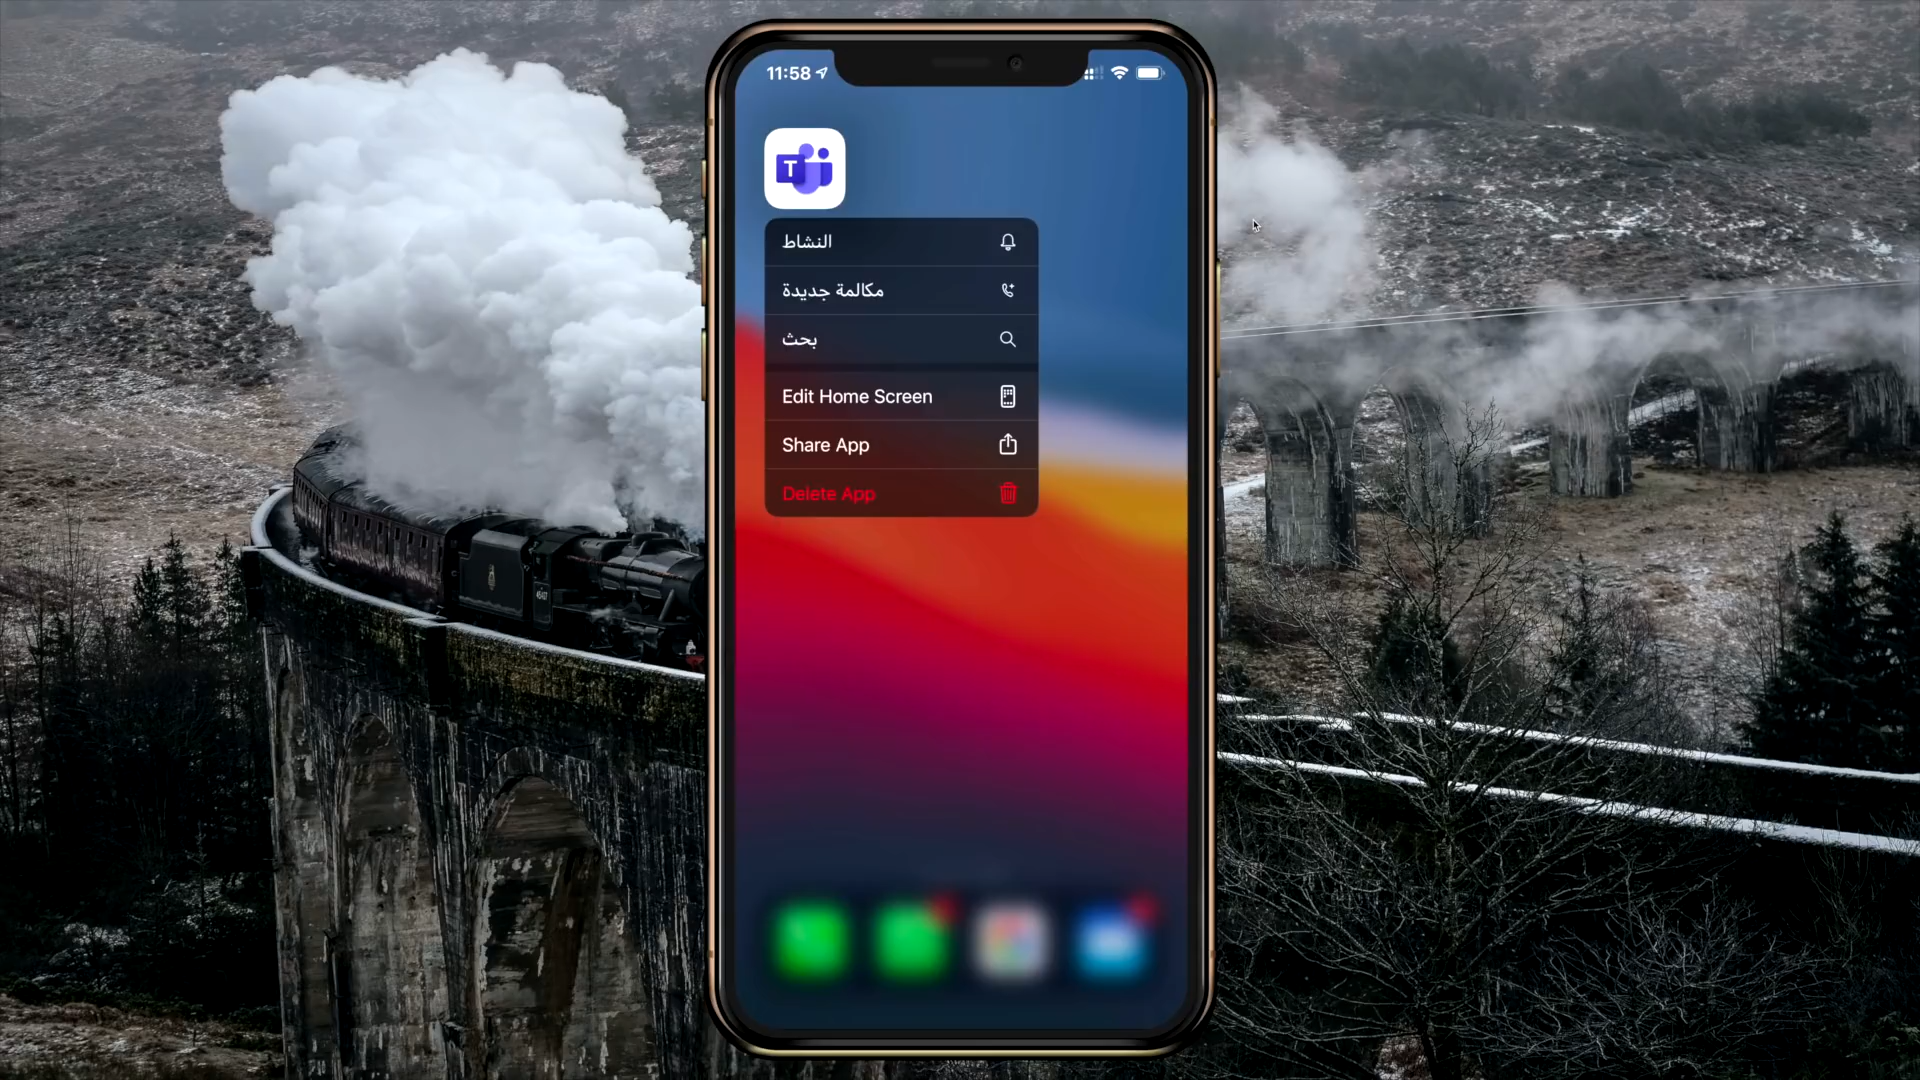 11:58
T
النشاط
مكالمة جديدة
بحث
Edit Home Screen
Share App
Delete App